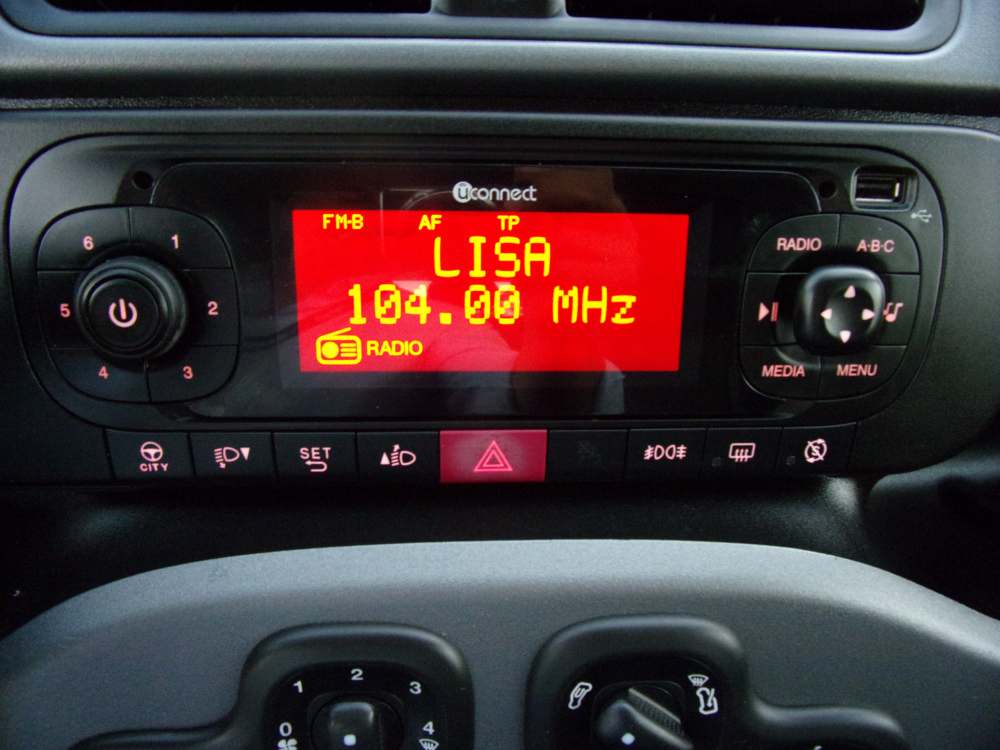 uconnect
FM-B AF TP
LISA
104.00 MHz
RADIO
6 1
5 2
4 3
RADIO A·B·C
MEDIA MENU
CITY
SET
0 1 2 3 4